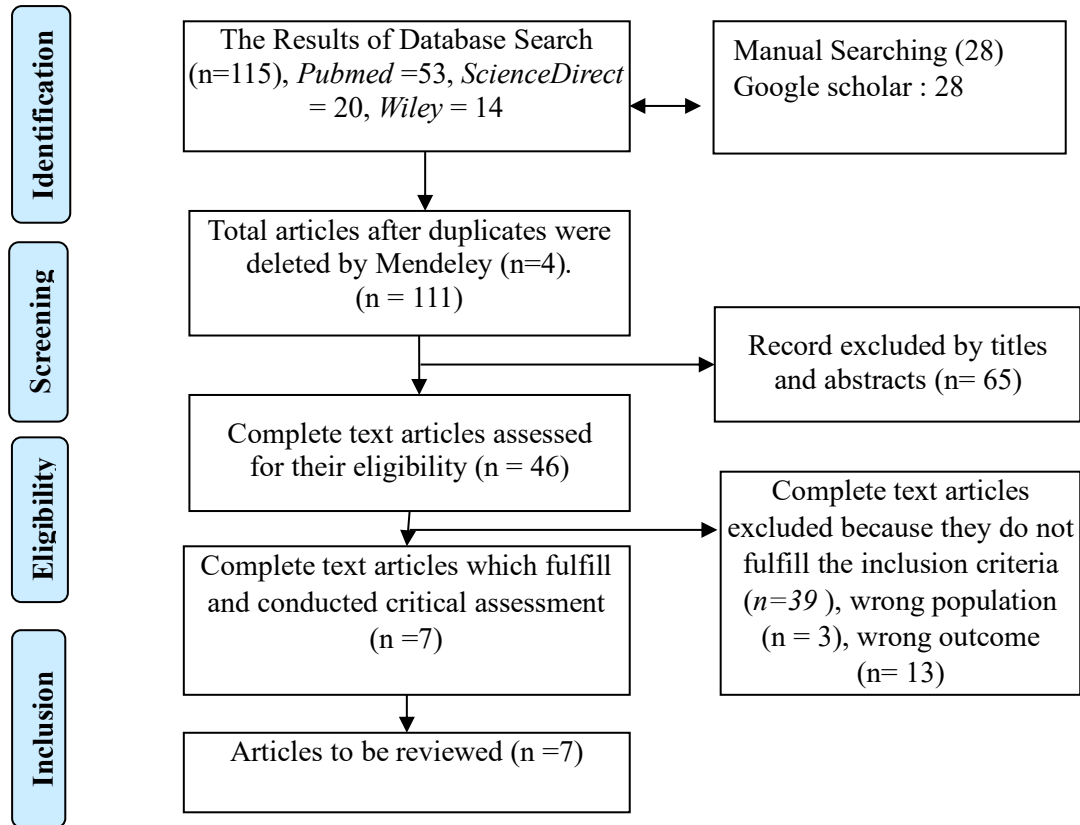 Identification
The Results of Database Search
(n=115), Pubmed =53, ScienceDirect
= 20, Wiley = 14
Manual Searching (28)
Google scholar : 28
Screening
Total articles after duplicates were
deleted by Mendeley (n=4).
(n = 111)
Record excluded by titles
and abstracts (n= 65)
Eligibility
Complete text articles assessed
for their eligibility (n = 46)
Complete text articles
excluded because they do not
fulfill the inclusion criteria
(n=39 ), wrong population
(n = 3), wrong outcome
(n= 13)
Complete text articles which fulfill
and conducted critical assessment
(n =7)
Inclusion
Articles to be reviewed (n =7)